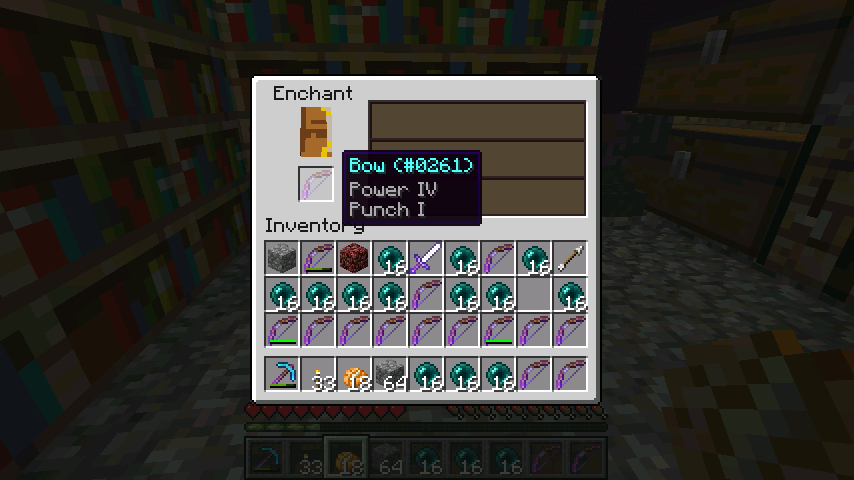 Enchant
Bow (#0261)
Power IV
Punch I
Inventory
16 16 16
16 16 16 16 16 16 16
33 18 64 16 16 16
33 18 64 16 16 16